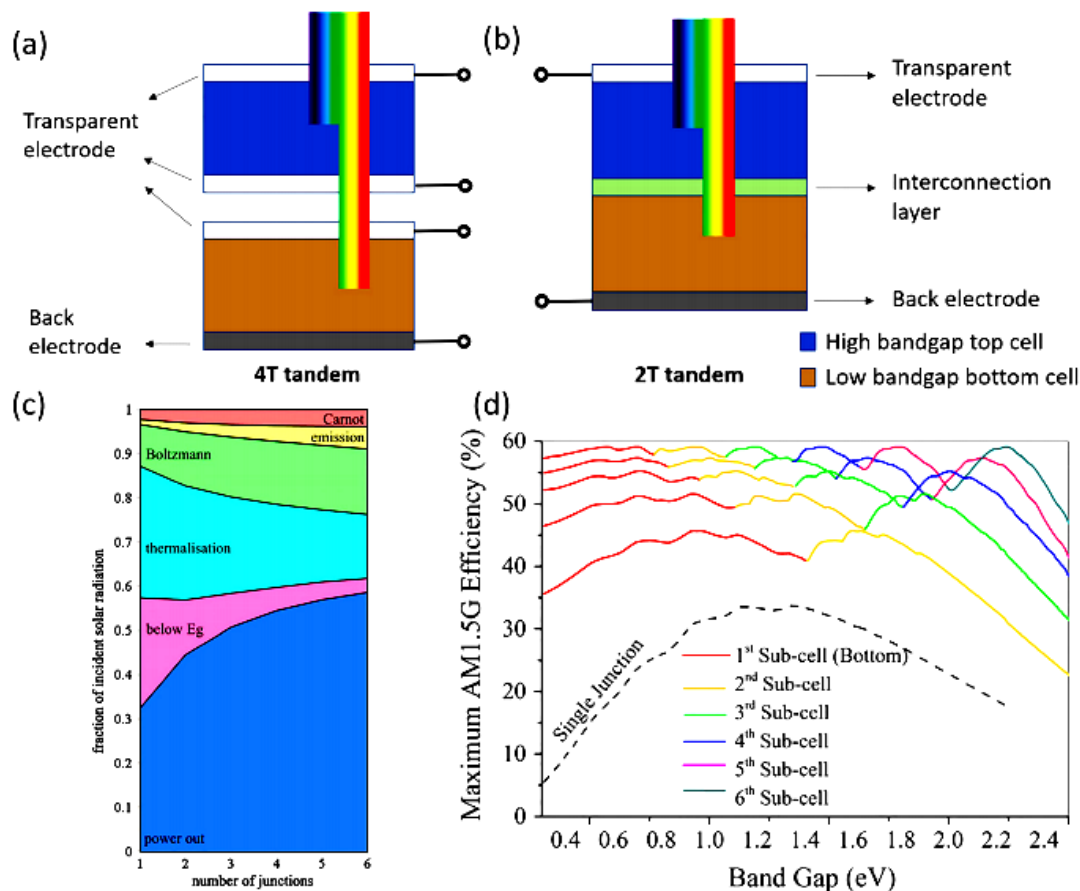 (a)
Transparent
electrode
Back
electrode
4T tandem
(b)
Transparent
electrode
Interconnection
layer
Back electrode
2T tandem
High bandgap top cell
Low bandgap bottom cell
(c)
fraction of incident solar radiation
1
0.9
0.8
0.7
0.6
0.5
0.4
0.3
0.2
0.1
0
Carnot
emission
Boltzmann
thermalisation
below Eg
power out
1 2 3 4 5 6
number of junctions
(d)
Maximum AM1.5G Efficiency (%)
60
50
40
30
20
10
0
Single Junction
1st Sub-cell (Bottom)
2nd Sub-cell
3rd Sub-cell
4th Sub-cell
5th Sub-cell
6th Sub-cell
0.4 0.6 0.8 1.0 1.2 1.4 1.6 1.8 2.0 2.2 2.4
Band Gap (eV)